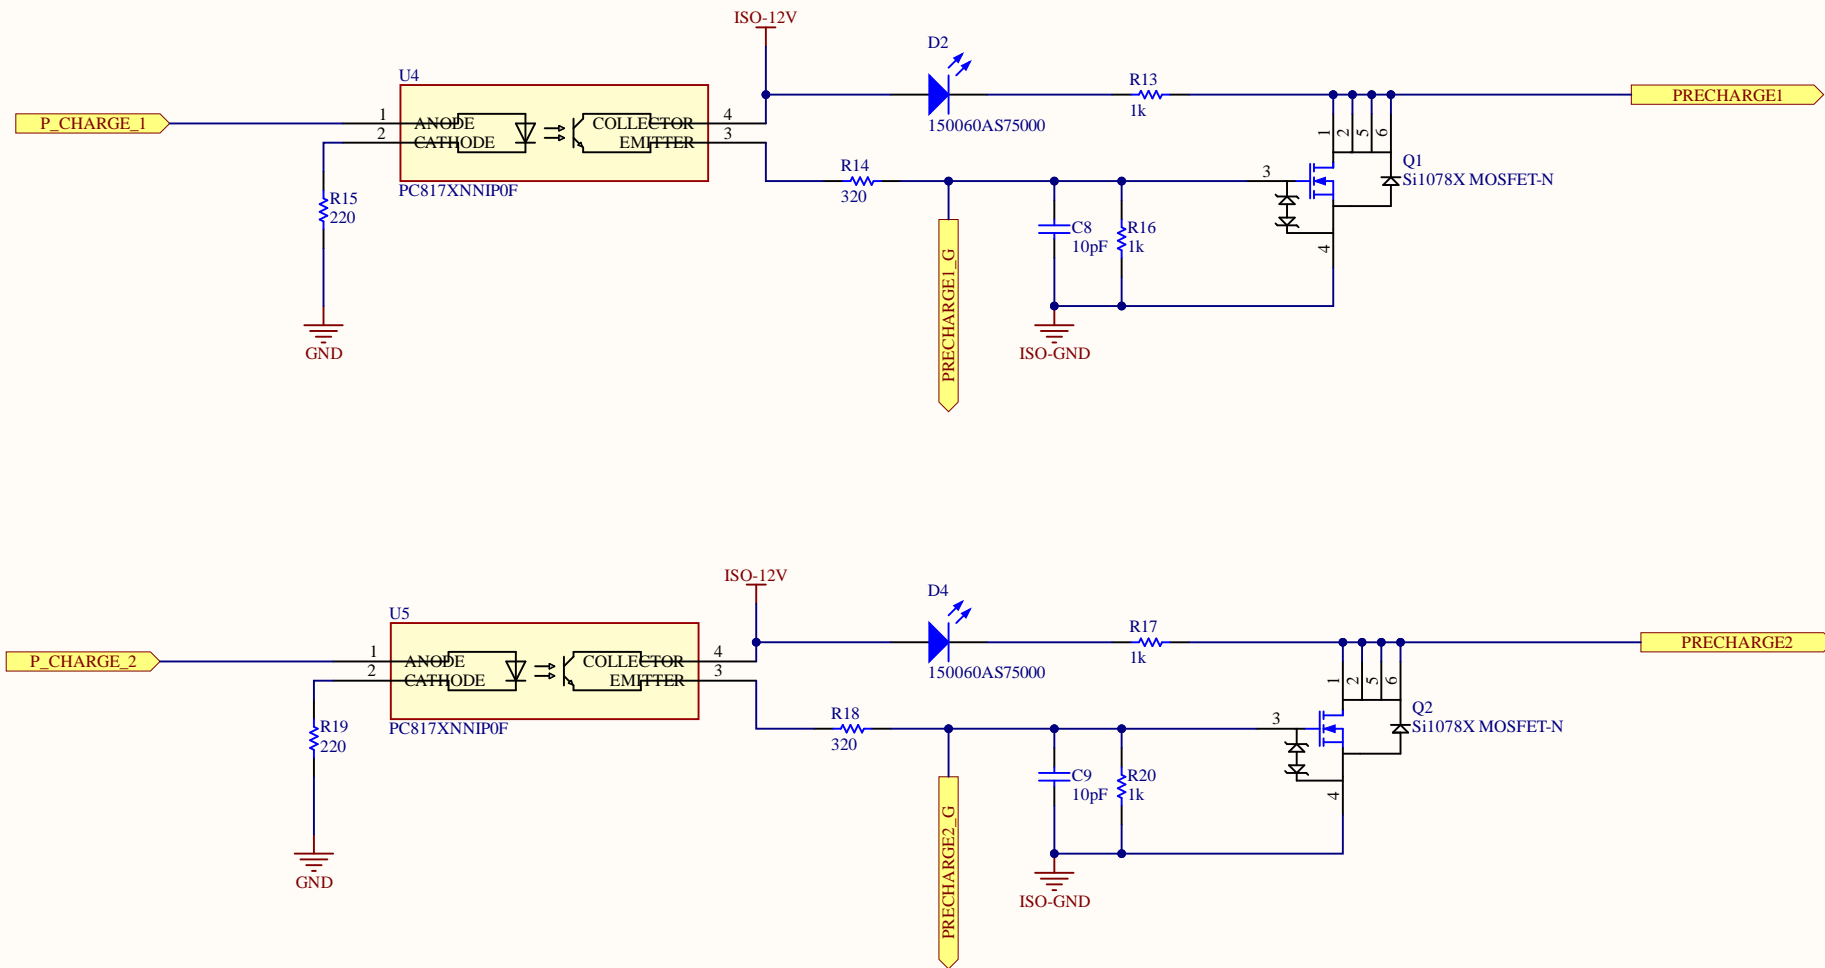 ISO-12V
D2
150060AS75000
R13
1k
PRECHARGE1
U4
P_CHARGE_1
1
2
ANODE
CATHODE
COLLECTOR
EMITTER
4
3
PC817XNNIP0F
R15
220
GND
R14
320
PRECHARGE1_G
C8
10pF
R16
1k
ISO-GND
3
1
2
5
6
4
Q1
Si1078X MOSFET-N
ISO-12V
D4
150060AS75000
R17
1k
PRECHARGE2
U5
P_CHARGE_2
1
2
ANODE
CATHODE
COLLECTOR
EMITTER
4
3
PC817XNNIP0F
R19
220
GND
R18
320
PRECHARGE2_G
C9
10pF
R20
1k
ISO-GND
3
1
2
5
6
4
Q2
Si1078X MOSFET-N